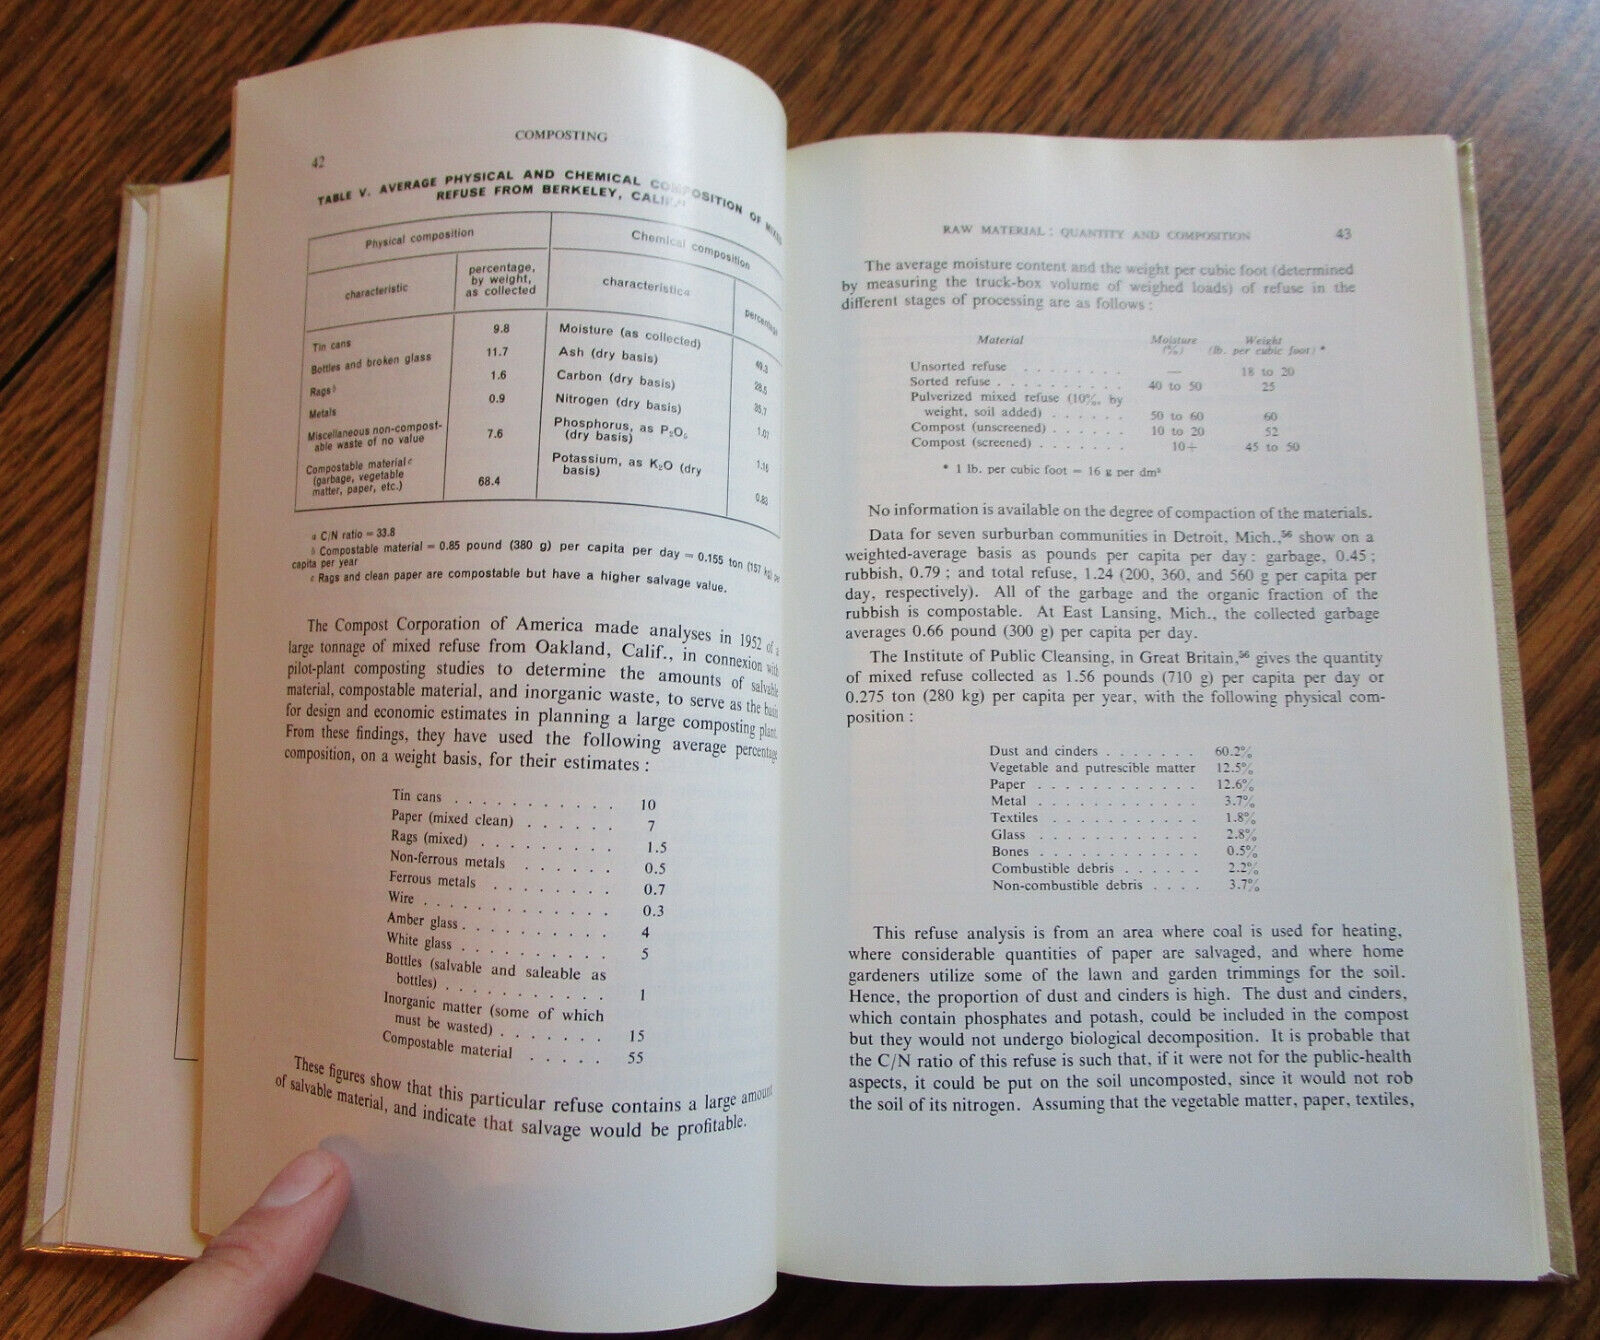 COMPOSTING
42
TABLE V. AVERAGE PHYSICAL AND CHEMICAL COMPOSITION OF MIXED
REFUSE FROM BERKELEY, CALIF.
Physical composition
Chemical composition
characteristic
percentage,
by weight,
as collected
characteristic a
percentage
Tin cans 9.8
Bottles and broken glass 11.7
Rags b 1.6
Metals 0.9
Miscellaneous non-compost-
able waste of no value 7.6
Compostable material c
(garbage, vegetable
matter, paper, etc.) 68.4
Moisture (as collected) 49.3
Ash (dry basis) 28.5
Carbon (dry basis) 35.7
Nitrogen (dry basis) 1.07
Phosphorus, as P₂O₅
(dry basis) 1.16
Potassium, as K₂O (dry
basis) 0.83
a C/N ratio = 33.8
b Compostable material = 0.85 pound (380 g) per capita per day = 0.155 ton (157 kg) per
capita per year
c Rags and clean paper are compostable but have a higher salvage value.
The Compost Corporation of America made analyses in 1952 of a
large tonnage of mixed refuse from Oakland, Calif., in connexion with
pilot-plant composting studies to determine the amounts of salvable
material, compostable material, and inorganic waste, to serve as the basis
for design and economic estimates in planning a large composting plant.
From these findings, they have used the following average percentage
composition, on a weight basis, for their estimates :
Tin cans . . . . . . . . . . . 10
Paper (mixed clean) . . . . . . 7
Rags (mixed) . . . . . . . . . 1.5
Non-ferrous metals . . . . . . 0.5
Ferrous metals . . . . . . . . 0.7
Wire . . . . . . . . . . . . . 0.3
Amber glass . . . . . . . . . . 4
White glass . . . . . . . . . . 5
Bottles (salvable and saleable as
bottles) . . . . . . . . . . . 1
Inorganic matter (some of which
must be wasted) . . . . . . . 15
Compostable material . . . . . 55
These figures show that this particular refuse contains a large amount
of salvable material, and indicate that salvage would be profitable.
RAW MATERIAL : QUANTITY AND COMPOSITION 43
The average moisture content and the weight per cubic foot (determined
by measuring the truck-box volume of weighed loads) of refuse in the
different stages of processing are as follows :
Material Moisture Weight
(%) (lb. per cubic foot) *
Unsorted refuse . . . . . . . . — 18 to 20
Sorted refuse . . . . . . . . . . 40 to 50 25
Pulverized mixed refuse (10%, by
weight, soil added) . . . . . . 50 to 60 60
Compost (unscreened) . . . . . . 10 to 20 52
Compost (screened) . . . . . . . 10+ 45 to 50
* 1 lb. per cubic foot = 16 g per dm³
No information is available on the degree of compaction of the materials.
Data for seven surburban communities in Detroit, Mich.,⁵⁶ show on a
weighted-average basis as pounds per capita per day : garbage, 0.45 ;
rubbish, 0.79 ; and total refuse, 1.24 (200, 360, and 560 g per capita per
day, respectively). All of the garbage and the organic fraction of the
rubbish is compostable. At East Lansing, Mich., the collected garbage
averages 0.66 pound (300 g) per capita per day.
The Institute of Public Cleansing, in Great Britain,⁵⁶ gives the quantity
of mixed refuse collected as 1.56 pounds (710 g) per capita per day or
0.275 ton (280 kg) per capita per year, with the following physical com-
position :
Dust and cinders . . . . . . . 60.2%
Vegetable and putrescible matter 12.5%
Paper . . . . . . . . . . . . 12.6%
Metal . . . . . . . . . . . . 3.7%
Textiles . . . . . . . . . . . 1.8%
Glass . . . . . . . . . . . . 2.8%
Bones . . . . . . . . . . . . 0.5%
Combustible debris . . . . . . 2.2%
Non-combustible debris . . . . 3.7%
This refuse analysis is from an area where coal is used for heating,
where considerable quantities of paper are salvaged, and where home
gardeners utilize some of the lawn and garden trimmings for the soil.
Hence, the proportion of dust and cinders is high. The dust and cinders,
which contain phosphates and potash, could be included in the compost
but they would not undergo biological decomposition. It is probable that
the C/N ratio of this refuse is such that, if it were not for the public-health
aspects, it could be put on the soil uncomposted, since it would not rob
the soil of its nitrogen. Assuming that the vegetable matter, paper, textiles,